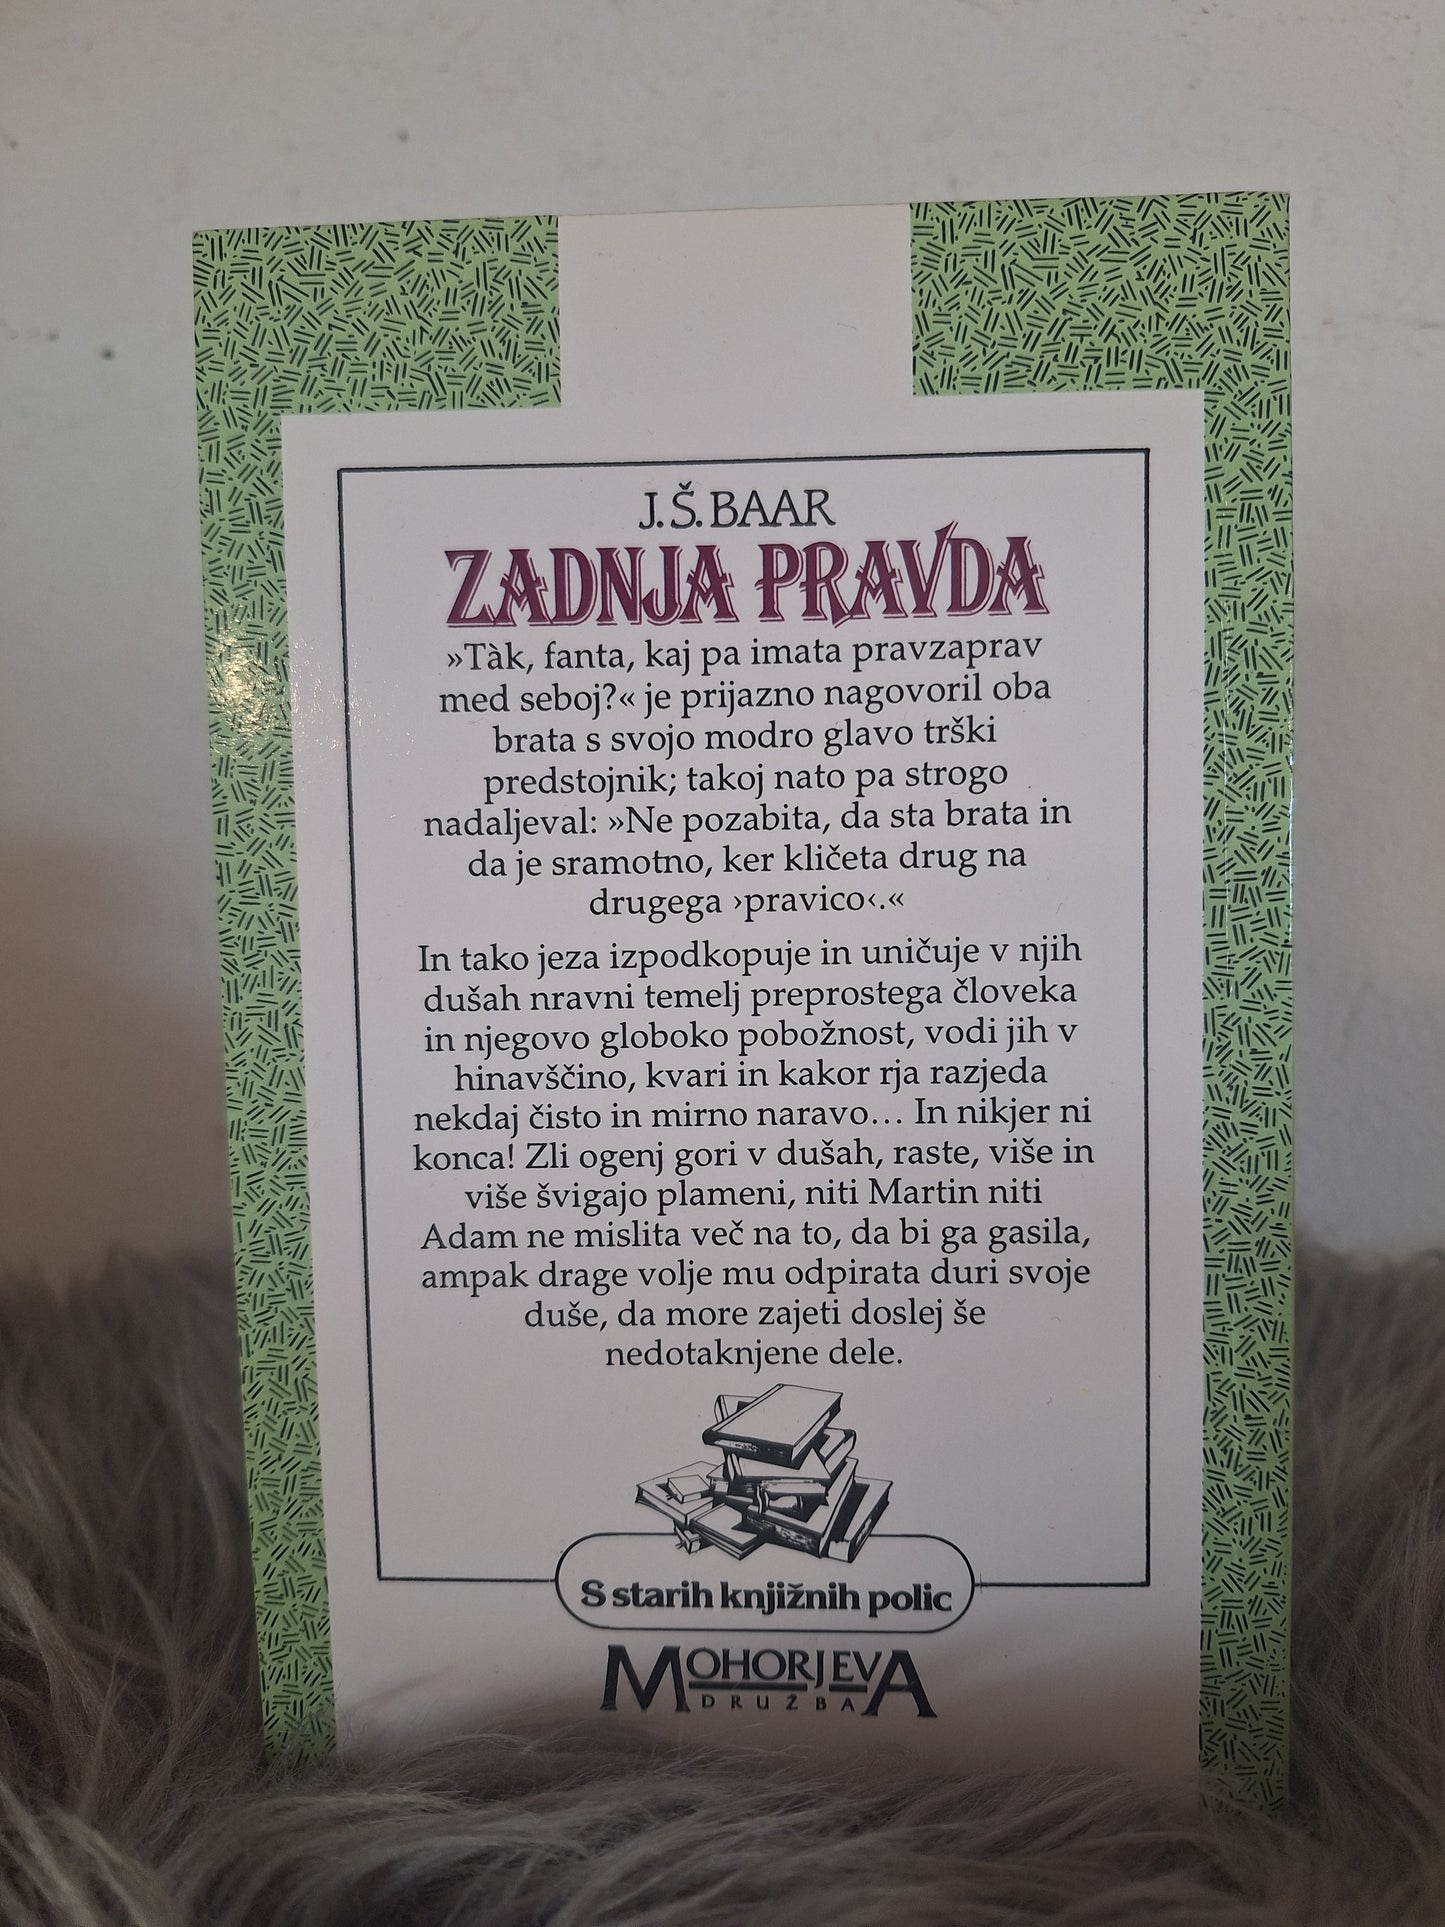 J. Š. BAAR
ZADNJA PRAVDA
»Tàk, fanta, kaj pa imata pravzaprav
med seboj?« je prijazno nagovoril oba
brata s svojo modro glavo trški
predstojnik; takoj nato pa strogo
nadaljeval: »Ne pozabita, da sta brata in
da je sramotno, ker kličeta drug na
drugega ›pravico‹.«
In tako jeza izpodkopuje in uničuje v njih
dušah nravni temelj preprostega človeka
in njegovo globoko pobožnost, vodi jih v
hinavščino, kvari in kakor rja razjeda
nekdaj čisto in mirno naravo... In nikjer ni
konca! Zli ogenj gori v dušah, raste, više in
više švigajo plameni, niti Martin niti
Adam ne mislita več na to, da bi ga gasila,
ampak drage volje mu odpirata duri svoje
duše, da more zajeti doslej še
nedotaknjene dele.
S starih knjižnih polic
MOHORJEVA
DRUŽBA